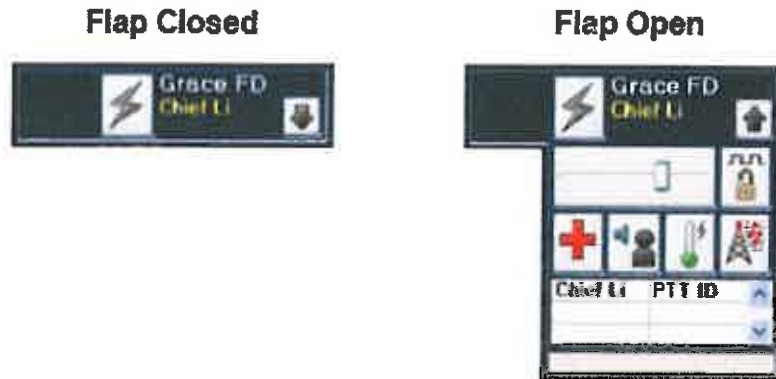 Flap Closed
Flap Open
Grace FD
Chief Li
Grace FD
Chief Li
Chief Li PTT ID